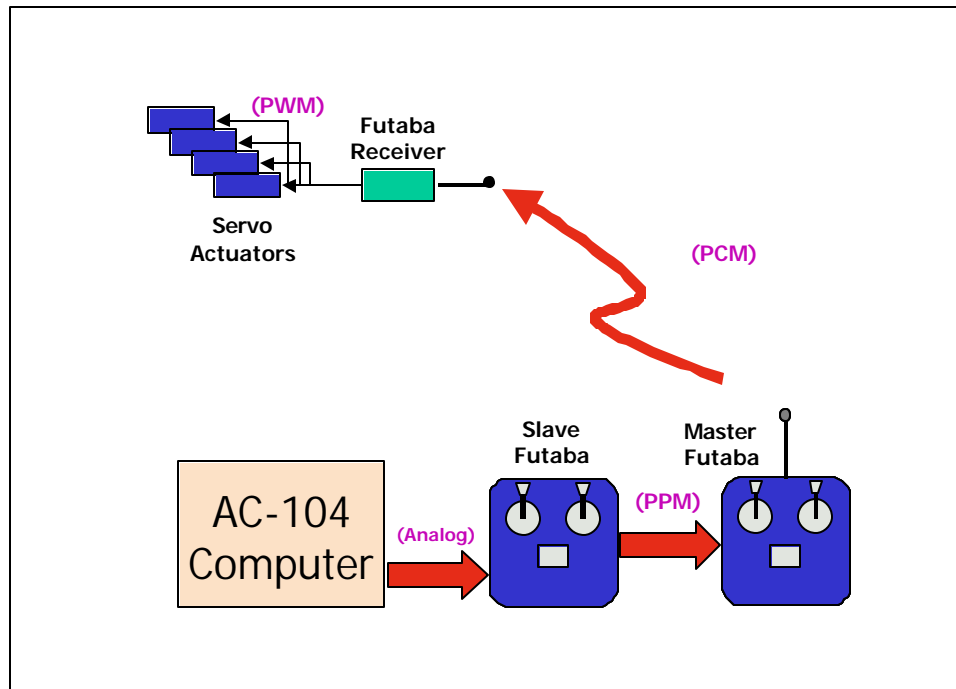 (PWM)
Futaba
Receiver
Servo
Actuators
(PCM)
Slave
Futaba
Master
Futaba
AC-104
Computer
(Analog)
(PPM)